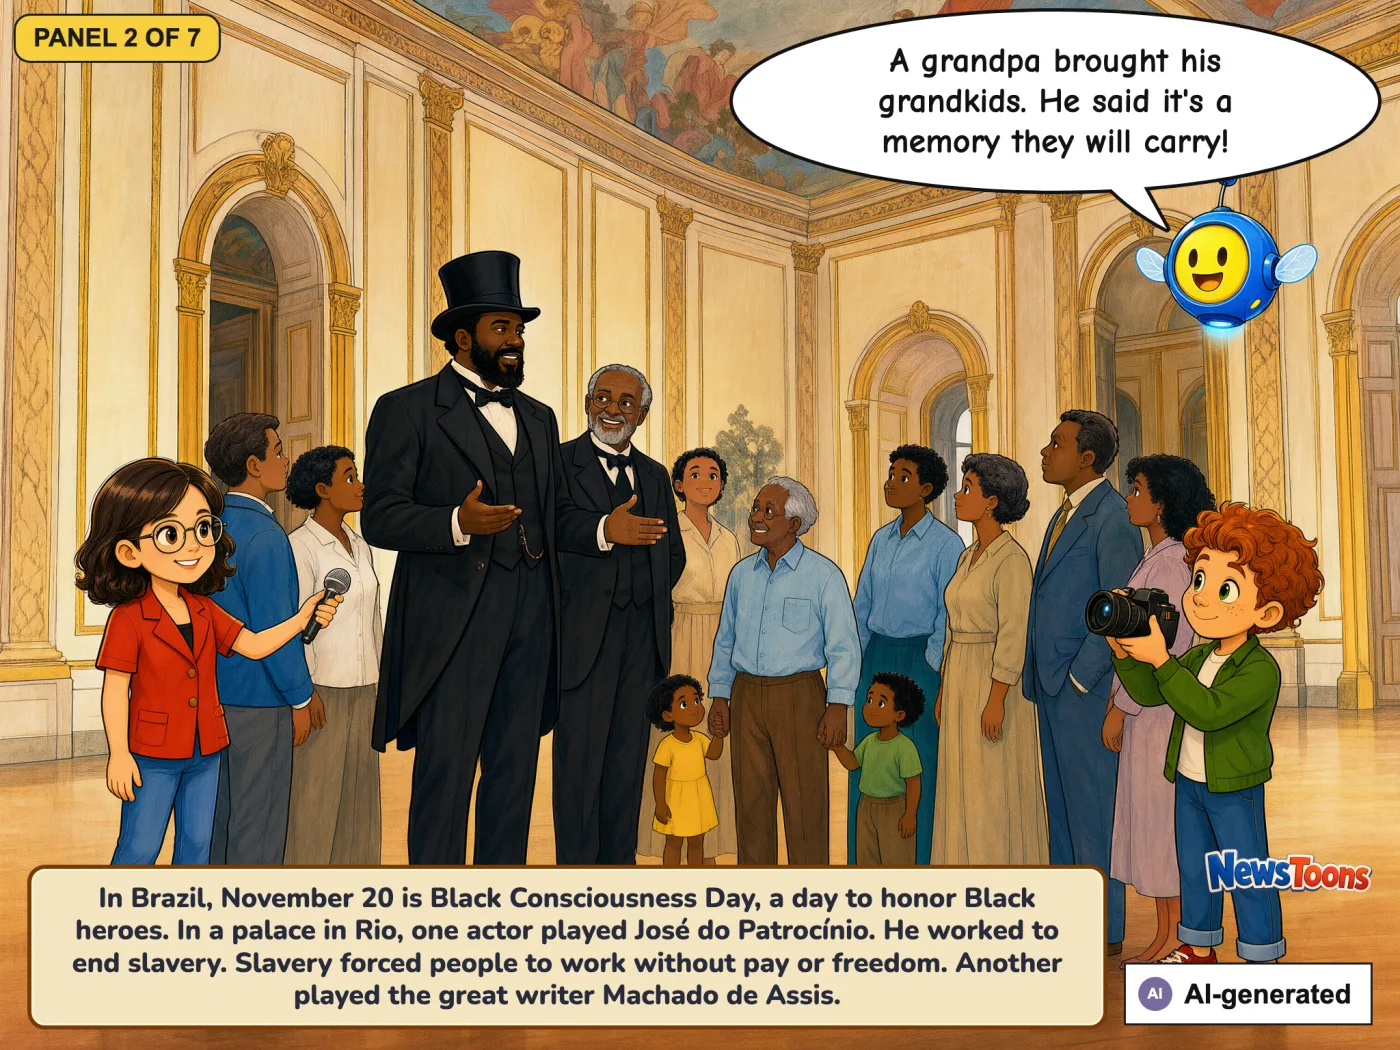 PANEL 2 OF 7
A grandpa brought his
grandkids. He said it's a
memory they will carry!
In Brazil, November 20 is Black Consciousness Day, a day to honor Black
heroes. In a palace in Rio, one actor played José do Patrocínio. He worked to
end slavery. Slavery forced people to work without pay or freedom. Another
played the great writer Machado de Assis.
NewsToons
AI AI-generated